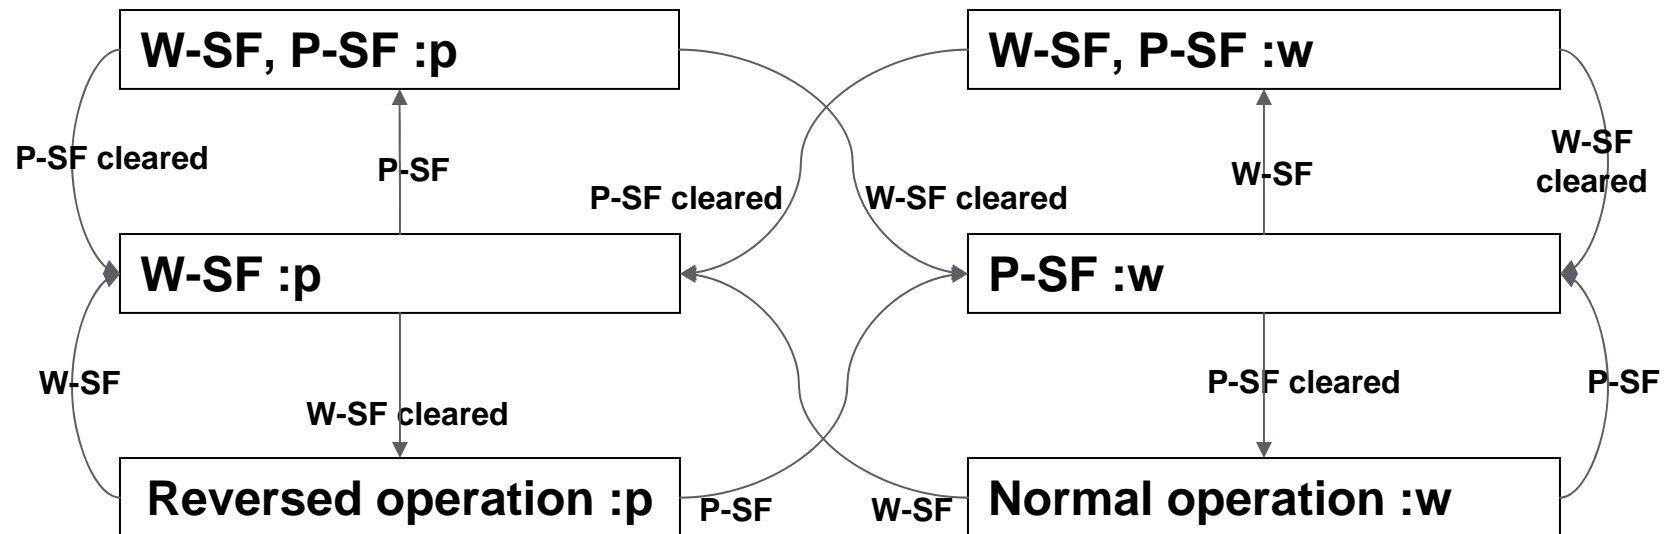 W-SF, P-SF :p
W-SF, P-SF :w
P-SF cleared
P-SF
P-SF cleared
W-SF cleared
W-SF
W-SF
cleared
W-SF :p
P-SF :w
W-SF
W-SF cleared
P-SF cleared
P-SF
Reversed operation :p
P-SF
W-SF
Normal operation :w